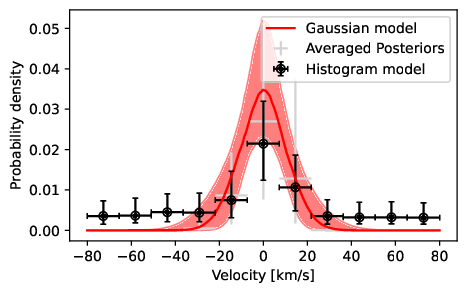 Gaussian model
Averaged Posteriors
Histogram model
0.05
0.04
0.03
0.02
0.01
0.00
Probability density
−80 −60 −40 −20 0 20 40 60 80
Velocity [km/s]